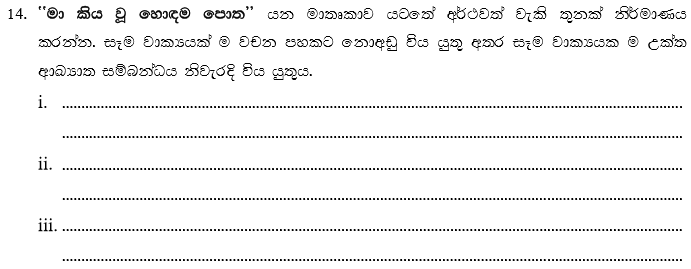 14. "මා කිය වූ හොඳම පොත" යන මාතෘකාව යටතේ අර්ථවත් වැකි තුනක් නිර්මාණය
කරන්න. සෑම වාක්‍යයක් ම වචන පහකට නොඅඩු විය යුතු අතර සෑම වාක්‍යයක ම උක්ත
ආඛ්‍යාත සම්බන්ධය නිවැරදි විය යුතුය.
i. ....................................................................................................
....................................................................................................
ii. ....................................................................................................
....................................................................................................
iii. ....................................................................................................
....................................................................................................